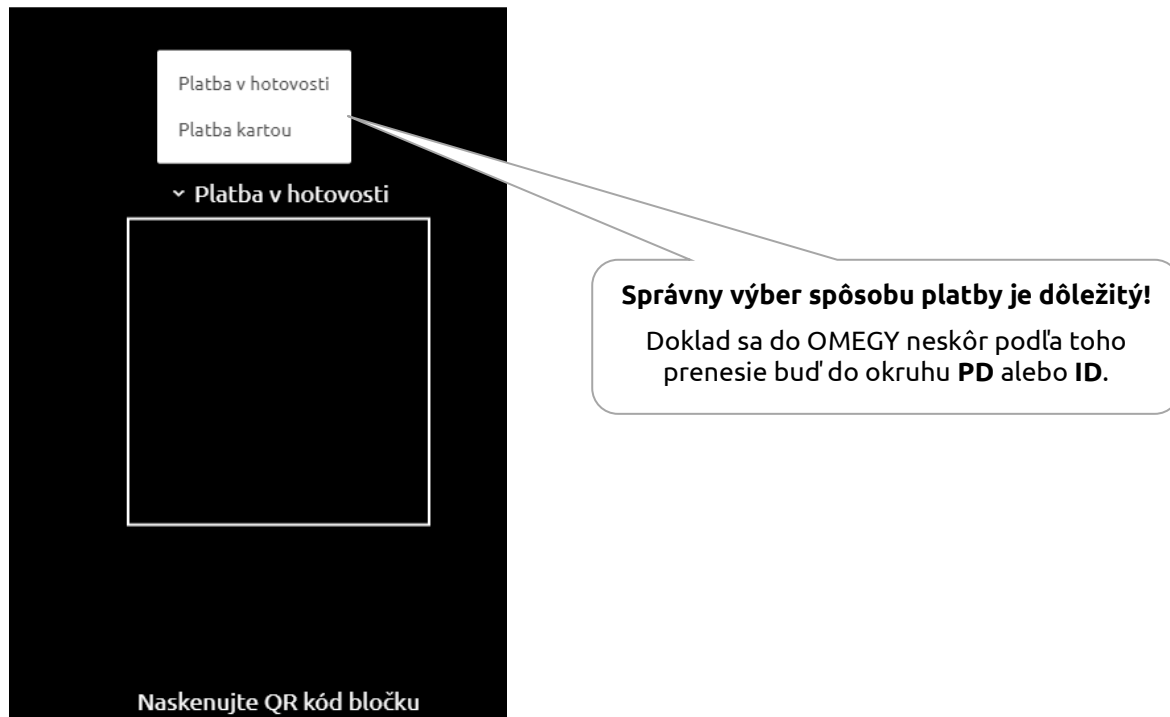 Platba v hotovosti
Platba kartou
Platba v hotovosti
Správny výber spôsobu platby je dôležitý!
Doklad sa do OMEGY neskôr podľa toho
prenesie buď do okruhu PD alebo ID.
Naskenujte QR kód bločku